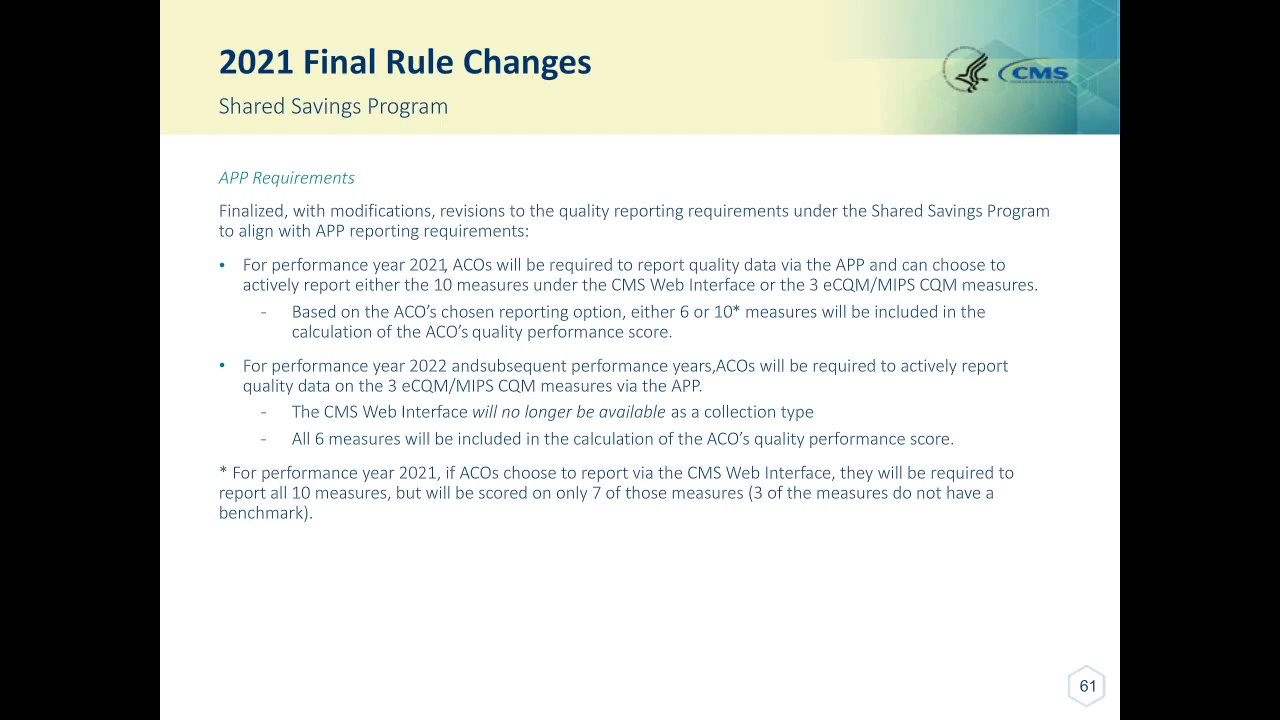 2021 Final Rule Changes
CMS
Shared Savings Program
APP Requirements
Finalized, with modifications, revisions to the quality reporting requirements under the Shared Savings Program
to align with APP reporting requirements:
• For performance year 2021, ACOs will be required to report quality data via the APP and can choose to
actively report either the 10 measures under the CMS Web Interface or the 3 eCQM/MIPS CQM measures.
- Based on the ACO’s chosen reporting option, either 6 or 10* measures will be included in the
calculation of the ACO’s quality performance score.
• For performance year 2022 andsubsequent performance years,ACOs will be required to actively report
quality data on the 3 eCQM/MIPS CQM measures via the APP.
- The CMS Web Interface will no longer be available as a collection type
- All 6 measures will be included in the calculation of the ACO’s quality performance score.
* For performance year 2021, if ACOs choose to report via the CMS Web Interface, they will be required to
report all 10 measures, but will be scored on only 7 of those measures (3 of the measures do not have a
benchmark).
61